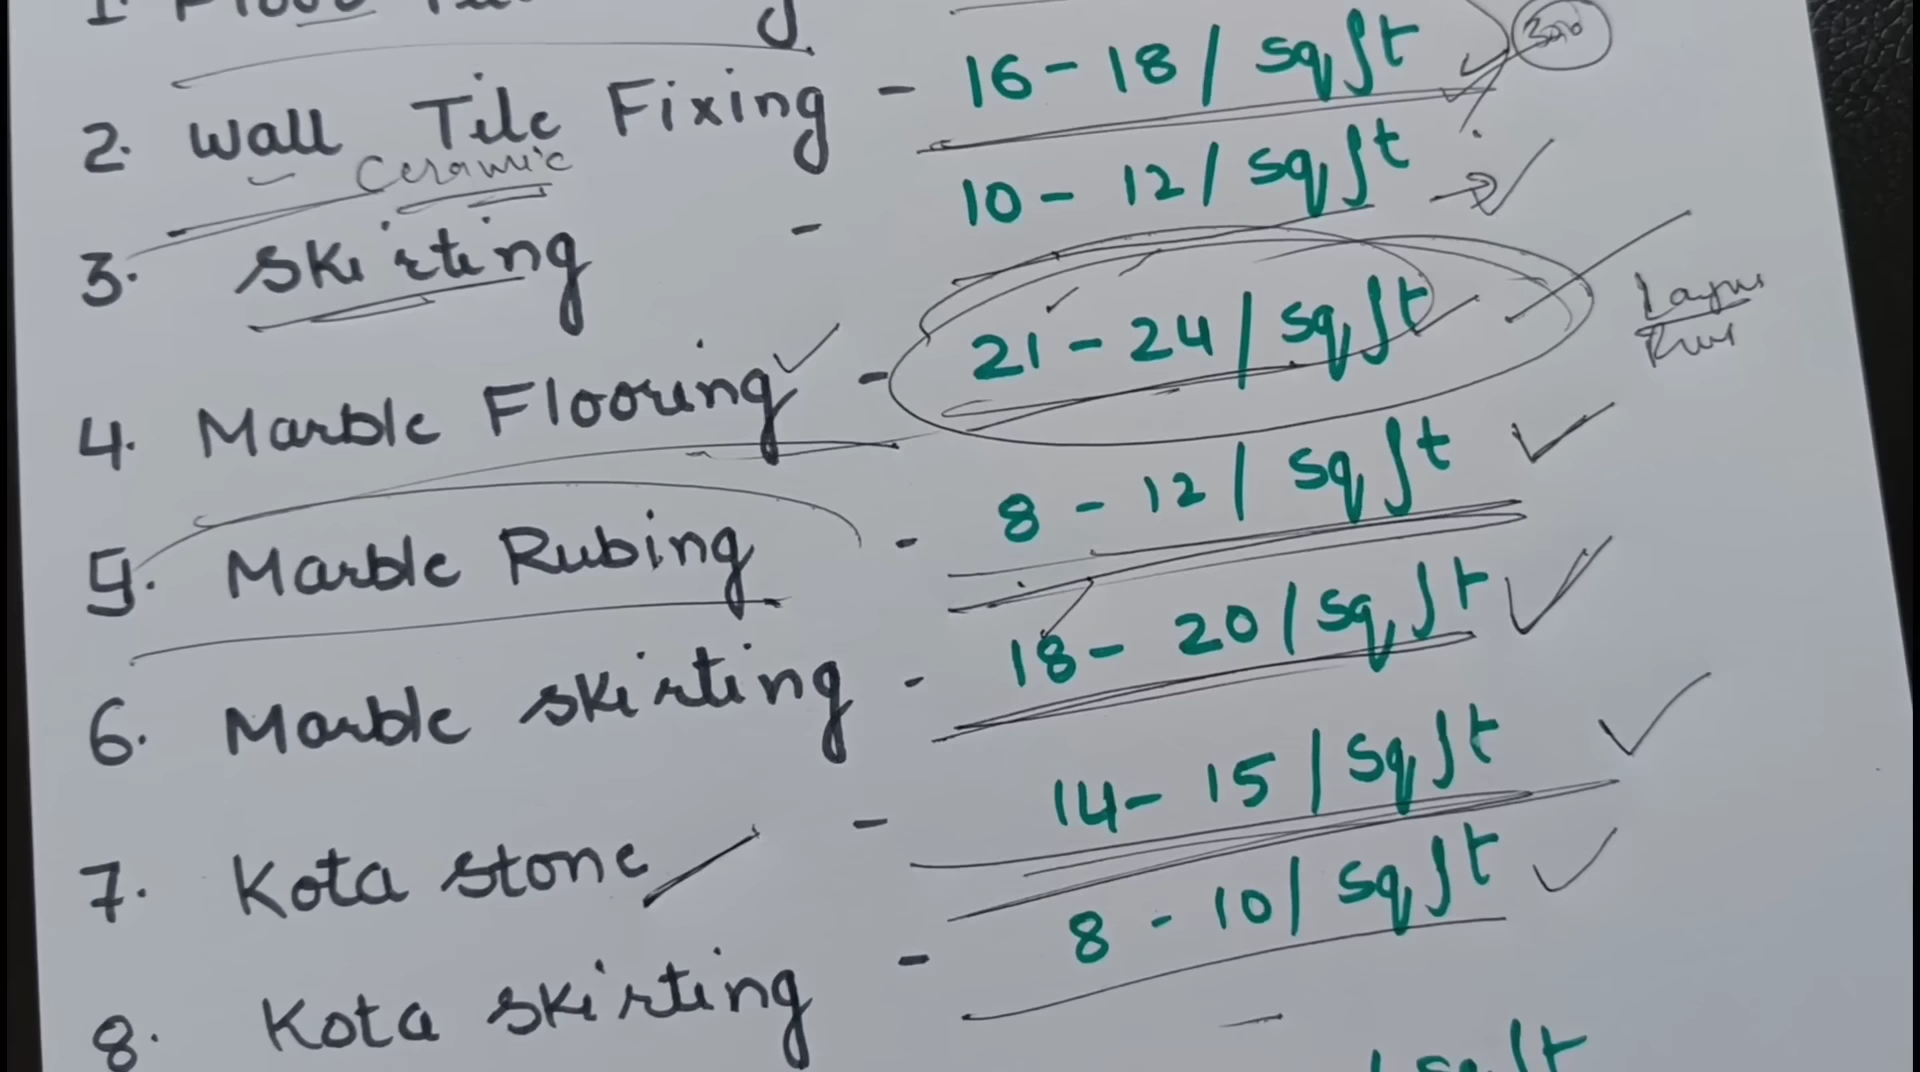 2. Wall Tile Fixing - 16-18/ sqft
Ceramic
3. Skirting - 10-12/ sqft
4. Marble Flooring - 21-24/ sqft
5. Marble Rubing - 8-12/ sqft
6. Marble skirting - 18-20/ sqft
7. Kota stone - 14-15/ sqft
8. Kota skirting - 8-10/ sqft